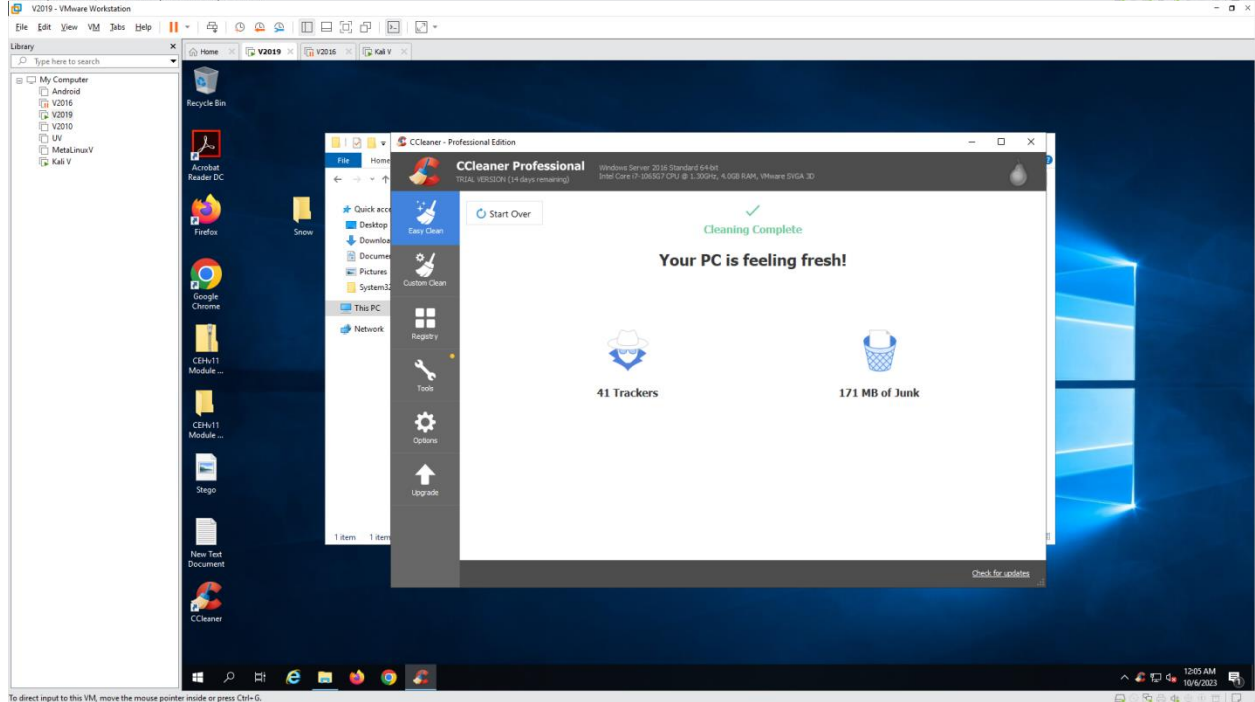 V2019 - VMware Workstation
File Edit View VM Tabs Help
Library
Type here to search
My Computer
Android
V2016
V2019
V2010
UV
MetaLinuxV
Kali V
Home
V2019
V2016
Kali V
Recycle Bin
Acrobat
Reader DC
Firefox
Snow
Google
Chrome
CEHv11
Module ...
CEHv11
Module ...
Stego
New Text
Document
CCleaner
File Home
Quick acce
Desktop
Downloa
Documen
Pictures
System32
This PC
Network
1 item 1 item
CCleaner - Professional Edition
CCleaner Professional
TRIAL VERSION (14 days remaining)
Windows Server 2016 Standard 64-bit
Intel Core i7-1065G7 CPU @ 1.30GHz, 4.0GB RAM, VMware SVGA 3D
Easy Clean
Custom Clean
Registry
Tools
Options
Upgrade
Start Over
Cleaning Complete
Your PC is feeling fresh!
41 Trackers
171 MB of Junk
Check for updates
12:05 AM
10/6/2023
To direct input to this VM, move the mouse pointer inside or press Ctrl+G.